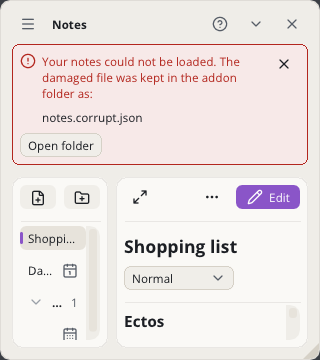 Notes
Your notes could not be loaded. The
damaged file was kept in the addon
folder as:
notes.corrupt.json
Open folder
Edit
Shoppi...
Da...
... 1
Shopping list
Normal
Ectos